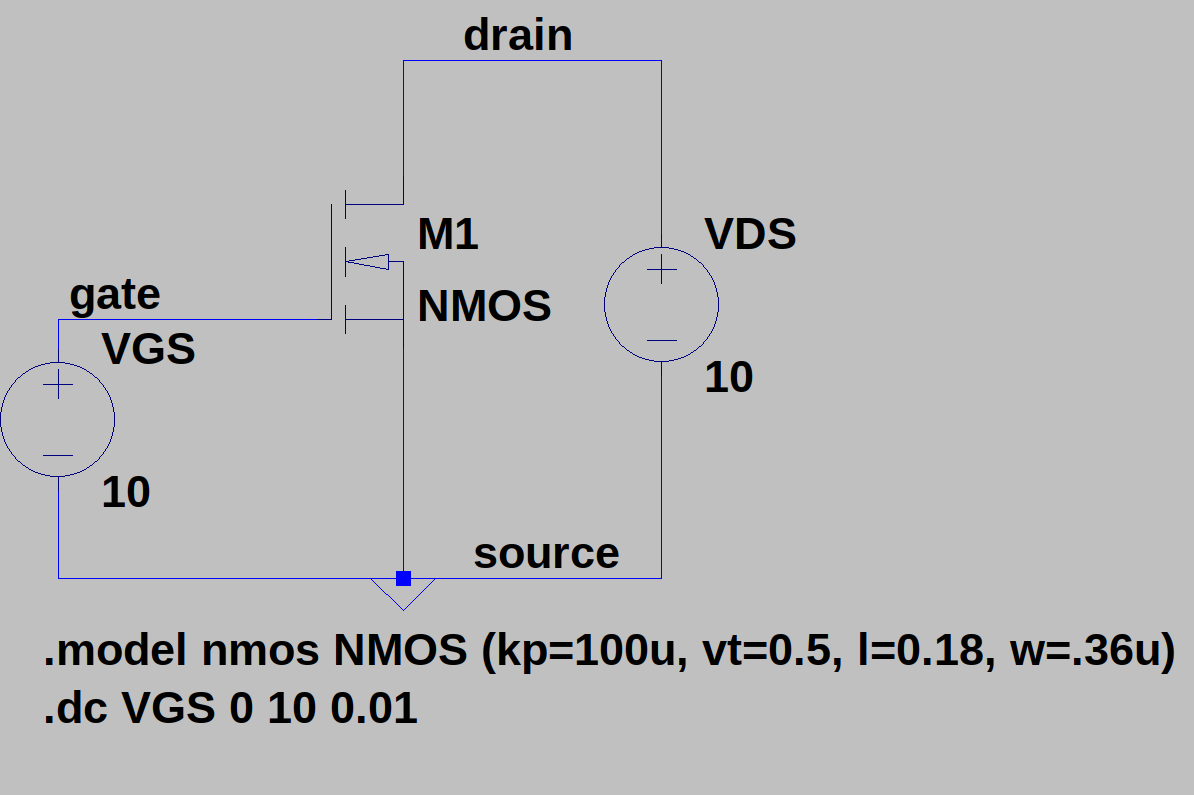 drain
M1
VDS
gate
NMOS
VGS
10
10
source
.model nmos NMOS (kp=100u, vt=0.5, l=0.18, w=.36u)
.dc VGS 0 10 0.01